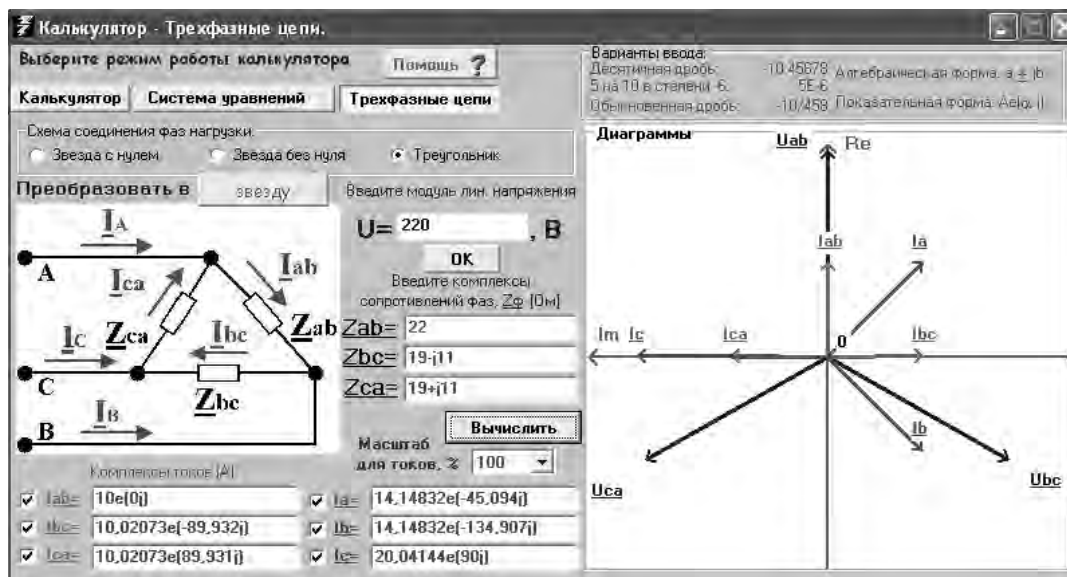 Калькулятор - Трехфазные цепи.
Выберите режим работы калькулятора
Помощь ?
Калькулятор
Система уравнений
Трехфазные цепи
Варианты ввода:
Десятичная дробь: 10.45678
5 на 10 в степени -6: 5E-6
Обыкновенная дробь: -10/458
Алгебраическая форма: a ± jb
Показательная форма:
Схема соединения фаз нагрузки:
Звезда с нулем
Звезда без нуля
Треугольник
Преобразовать в
звезду
Введите модуль лин. напряжения
U= 220 , В
OK
Введите комплексы
сопротивлений фаз, Zф [Ом]
Zab= 22
Zbc= 19-j11
Zca= 19+j11
Вычислить
Масштаб
для токов, % 100
IA
A
Ica
Iab
Zca
Zab
IC
Ibc
C
Zbc
IB
B
Комплексы токов [А]
Iab= 10e(0j)
Ibc= 10,02073e(-89,932j)
Ica= 10,02073e(89,931j)
Ia= 14,14832e(-45,094j)
Ib= 14,14832e(-134,907j)
Ic= 20,04144e(90j)
Диаграммы
Uab
Re
Iab
Ia
Im
Ic
Ica
0
Ibc
Ib
Uca
Ubc